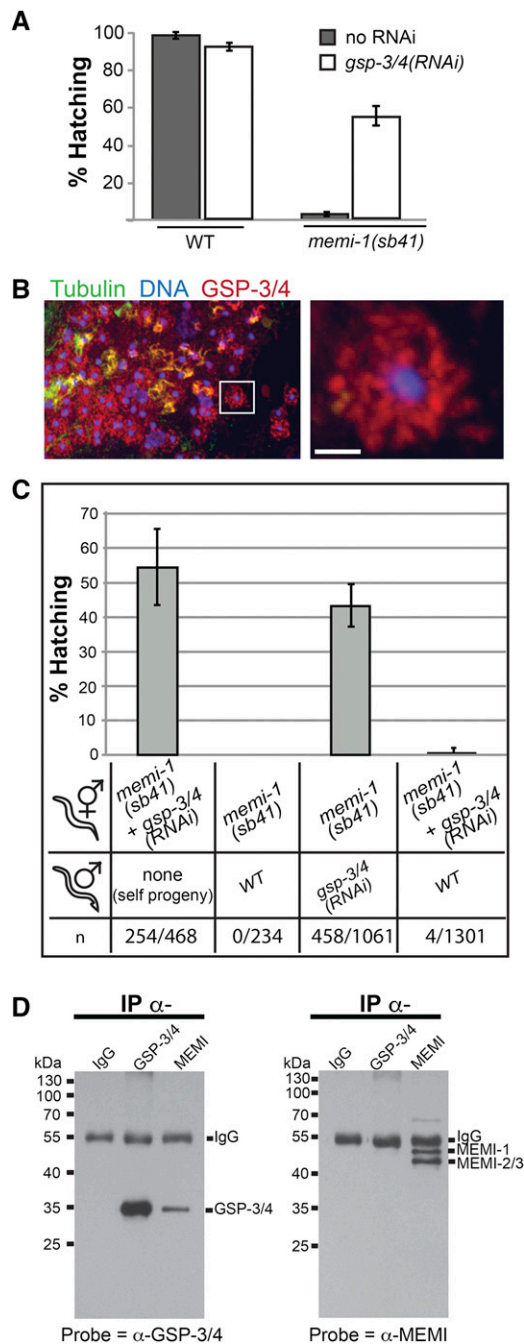 A
100
80
60
40
20
% Hatching
no RNAi
gsp-3/4(RNAi)
WT
memi-1(sb41)
B
Tubulin DNA GSP-3/4
C
70
60
50
40
30
20
10
0
% Hatching
memi-1
(sb41)
+ gsp-3/4
(RNAi)
memi-1
(sb41)
memi-1
(sb41)
memi-1
(sb41)
+ gsp-3/4
(RNAi)
none
(self progeny)
WT
gsp-3/4
(RNAi)
WT
n 254/468 0/234 458/1061 4/1301
D
IP α-
kDa
IgG
GSP-3/4
MEMI
130
100
70
55
40
35
25
IgG
GSP-3/4
Probe = α-GSP-3/4
IP α-
kDa
IgG
GSP-3/4
MEMI
130
100
70
55
40
35
25
IgG
MEMI-1
MEMI-2/3
Probe = α-MEMI